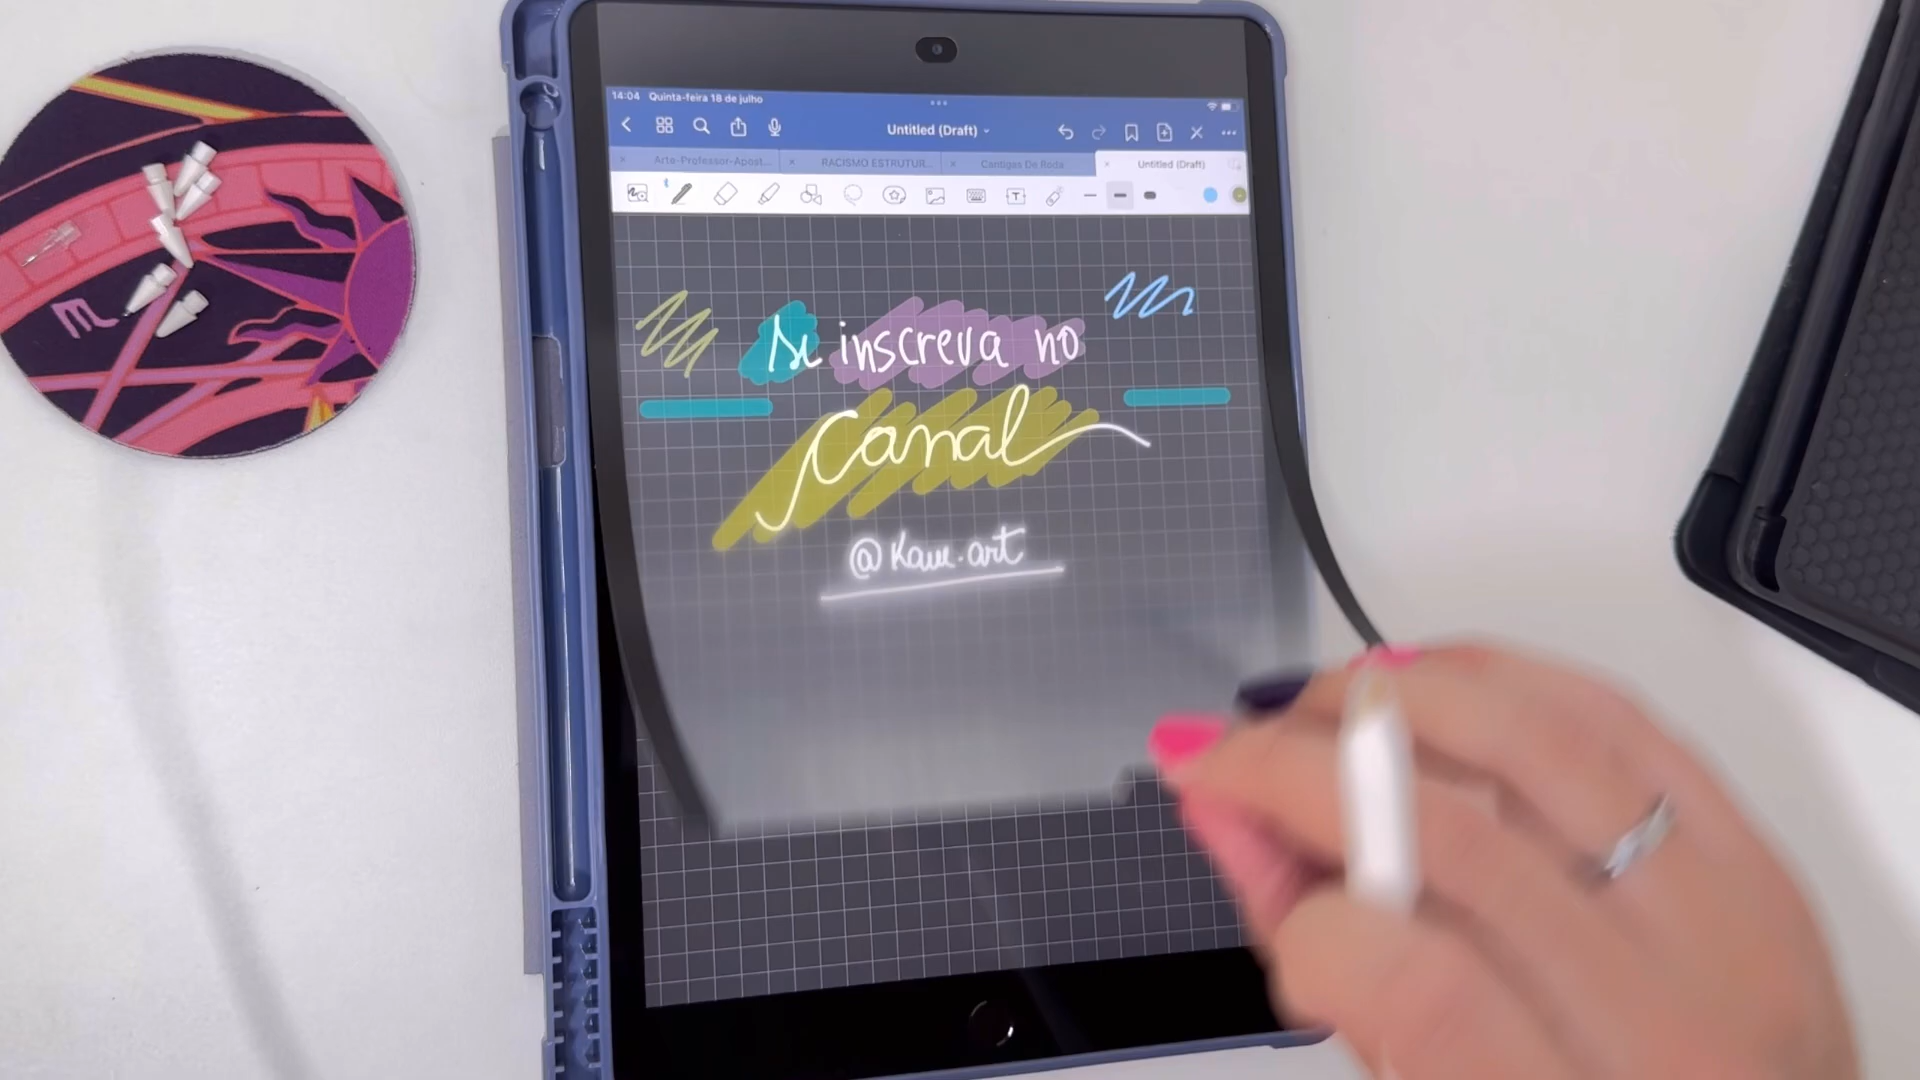 14:04 Quinta-feira 18 de julho
Untitled (Draft)
Arte-Professor-Apost... RACISMO ESTRUTUR... Cantigas De Roda Untitled (Draft)
Se inscreva no
Canal
@Kaw.art